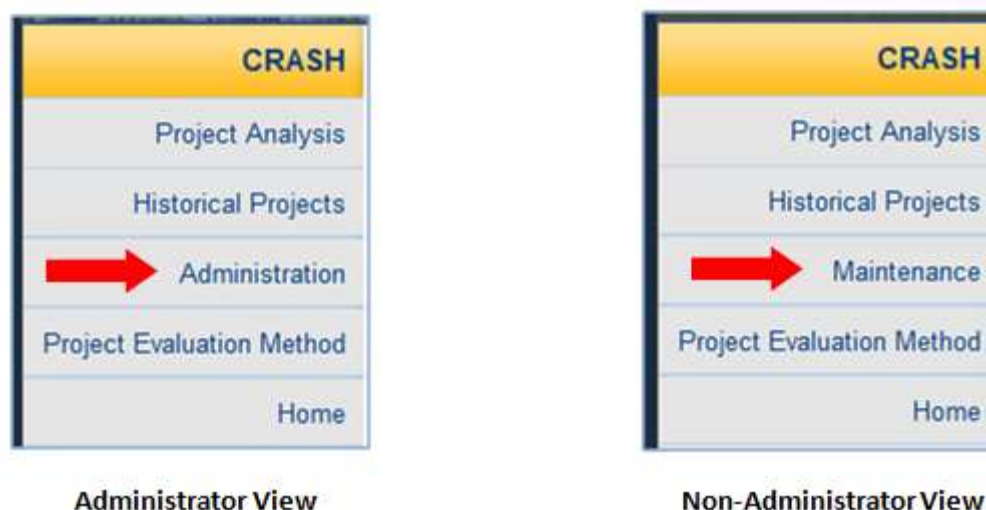 CRASH
Project Analysis
Historical Projects
Administration
Project Evaluation Method
Home
Administrator View
CRASH
Project Analysis
Historical Projects
Maintenance
Project Evaluation Method
Home
Non-Administrator View